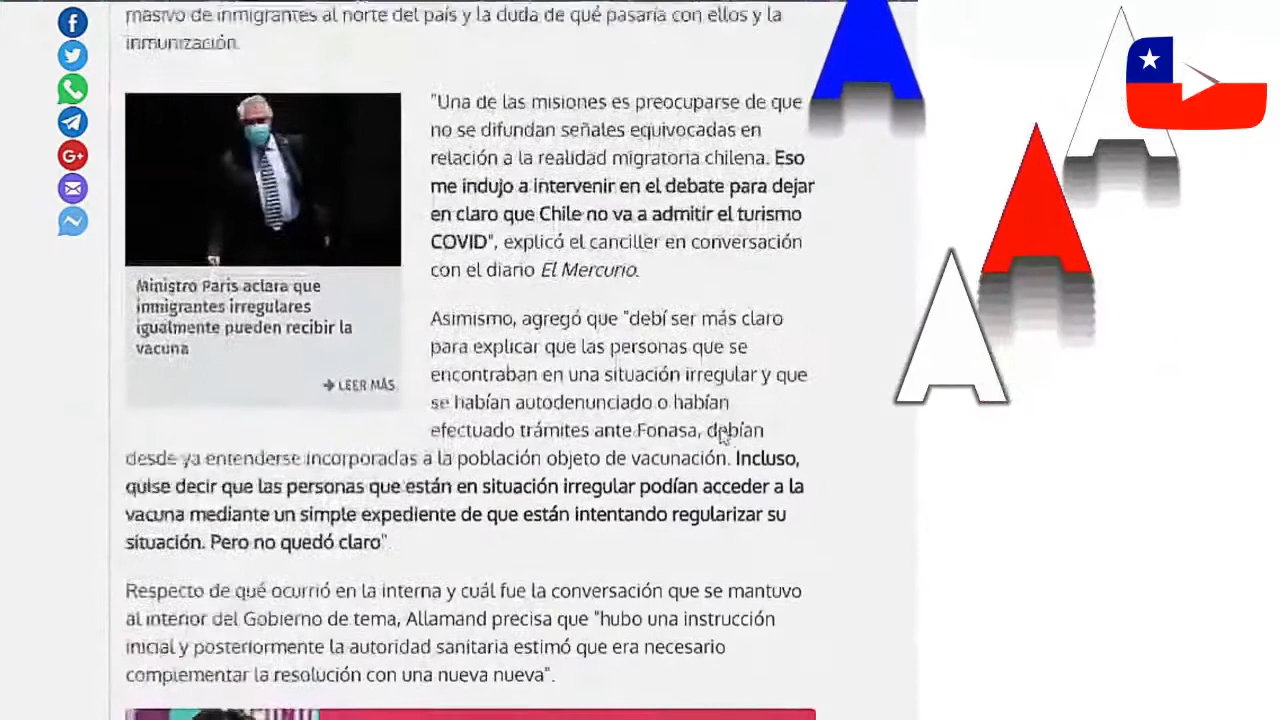 masivo de inmigrantes al norte del país y la duda de qué pasaría con ellos y la
inmunización.
Ministro Paris aclara que
inmigrantes irregulares
igualmente pueden recibir la
vacuna
LEER MÁS
"Una de las misiones es preocuparse de que
no se difundan señales equivocadas en
relación a la realidad migratoria chilena. Eso
me indujo a intervenir en el debate para dejar
en claro que Chile no va a admitir el turismo
COVID", explicó el canciller en conversación
con el diario El Mercurio.
Asimismo, agregó que "debí ser más claro
para explicar que las personas que se
encontraban en una situación irregular y que
se habían autodenunciado o habían
efectuado trámites ante Fonasa, debían
desde ya entenderse incorporadas a la población objeto de vacunación. Incluso,
quise decir que las personas que están en situación irregular podían acceder a la
vacuna mediante un simple expediente de que están intentando regularizar su
situación. Pero no quedó claro"
Respecto de qué ocurrió en la interna y cuál fue la conversación que se mantuvo
al interior del Gobierno de tema, Allamand precisa que "hubo una instrucción
inicial y posteriormente la autoridad sanitaria estimó que era necesario
complementar la resolución con una nueva nueva".
A
A
A
A